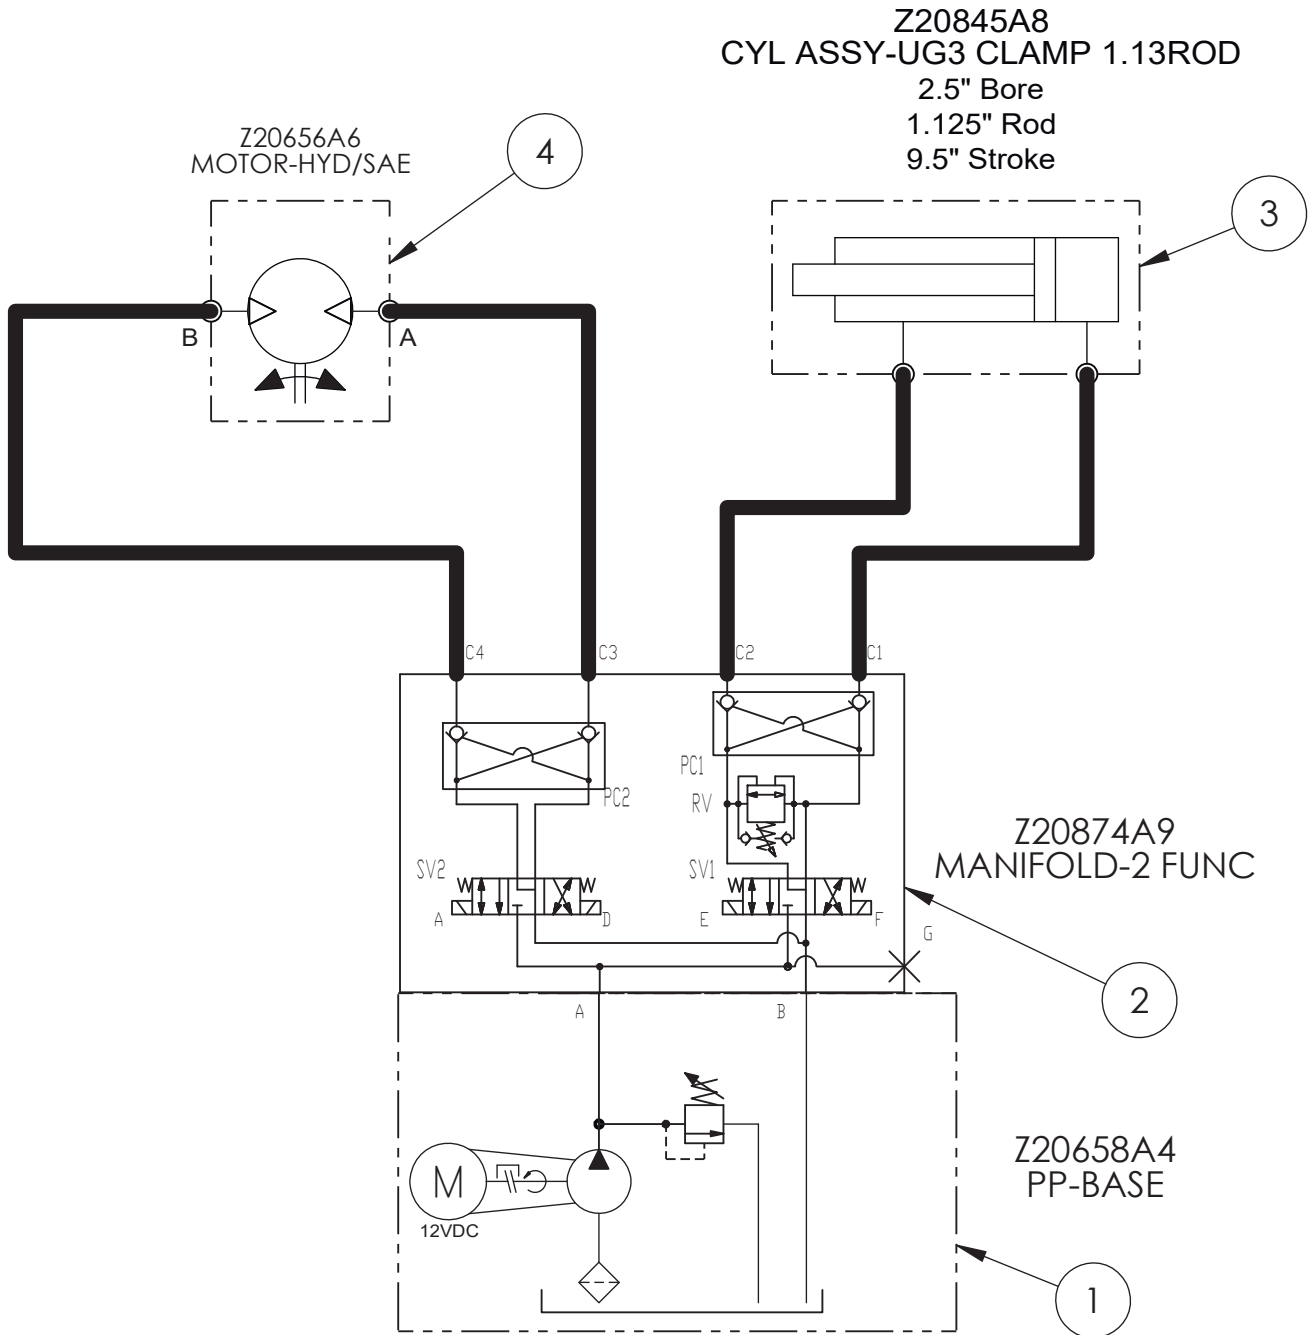 Z20845A8
CYL ASSY-UG3 CLAMP 1.13ROD
2.5" Bore
1.125" Rod
9.5" Stroke
Z20656A6
MOTOR-HYD/SAE
4
3
B
A
C4
C3
C2
C1
PC1
PC2
RV
Z20874A9
MANIFOLD-2 FUNC
SV2
SV1
A
D
E
F
G
2
A
B
Z20658A4
PP-BASE
M
12VDC
1